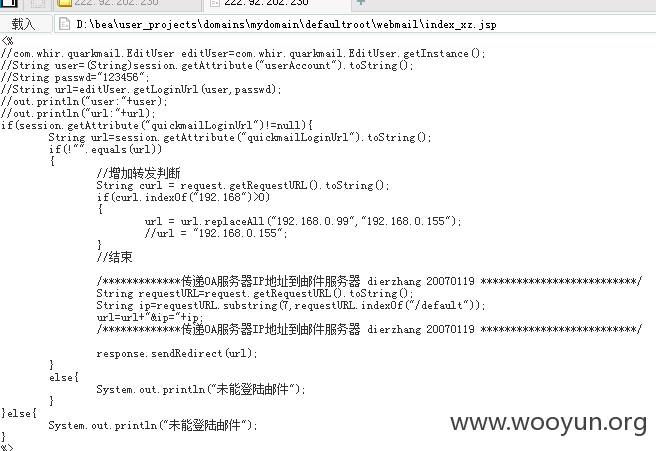 222.92.202.230
载入 D:\bea\user_projects\domains\mydomain\defaultroot\webmail\index_xz.jsp
<%
//com.whir.quarkmail.EditUser editUser=com.whir.quarkmail.EditUser.getInstance();
//String user=(String)session.getAttribute("userAccount").toString();
//String passwd="123456";
//String url=editUser.getLoginUrl(user,passwd);
//out.println("user:"+user);
//out.println("url:"+url);
if(session.getAttribute("quickmailLoginUrl")!=null){
String url=session.getAttribute("quickmailLoginUrl").toString();
if(!"".equals(url))
{
//增加转发判断
String curl = request.getRequestURL().toString();
if(curl.indexOf("192.168")>0)
{
url = url.replaceAll("192.168.0.99","192.168.0.155");
//url = "192.168.0.155";
}
//结束
/*************传递OA服务器IP地址到邮件服务器 dierzhang 20070119 **************************/
String requestURL=request.getRequestURL().toString();
String ip=requestURL.substring(7,requestURL.indexOf("/default"));
url=url+"&ip="+ip;
/*************传递OA服务器IP地址到邮件服务器 dierzhang 20070119 **************************/
response.sendRedirect(url);
}
else{
System.out.println("未能登陆邮件");
}
}else{
System.out.println("未能登陆邮件");
}
%>
www.wooyun.org